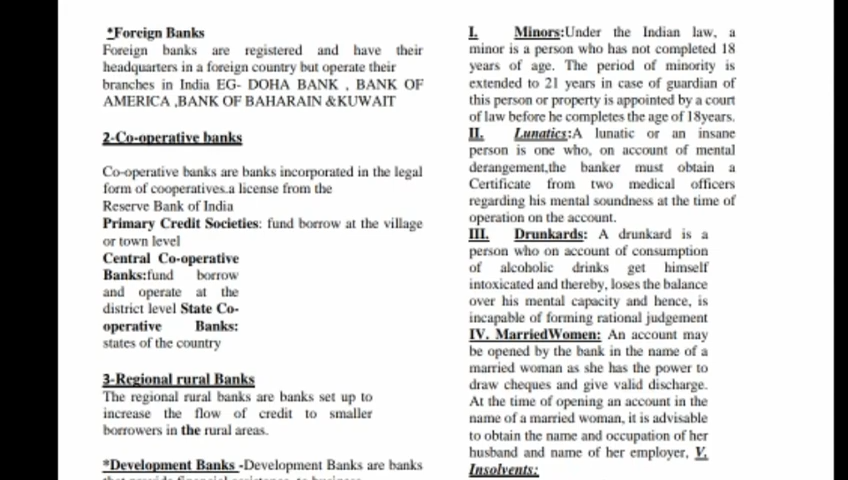 *Foreign Banks
Foreign banks are registered and have their
headquarters in a foreign country but operate their
branches in India EG- DOHA BANK , BANK OF
AMERICA ,BANK OF BAHARAIN &KUWAIT
2-Co-operative banks
Co-operative banks are banks incorporated in the legal
form of cooperatives.a license from the
Reserve Bank of India
Primary Credit Societies: fund borrow at the village
or town level
Central Co-operative
Banks:fund borrow
and operate at the
district level State Co-
operative Banks:
states of the country
3-Regional rural Banks
The regional rural banks are banks set up to
increase the flow of credit to smaller
borrowers in the rural areas.
*Development Banks -Development Banks are banks
that provide financial assistance to business
I. Minors:Under the Indian law, a
minor is a person who has not completed 18
years of age. The period of minority is
extended to 21 years in case of guardian of
this person or property is appointed by a court
of law before he completes the age of 18years.
II. Lunatics:A lunatic or an insane
person is one who, on account of mental
derangement,the banker must obtain a
Certificate from two medical officers
regarding his mental soundness at the time of
operation on the account.
III. Drunkards: A drunkard is a
person who on account of consumption
of alcoholic drinks get himself
intoxicated and thereby, loses the balance
over his mental capacity and hence, is
incapable of forming rational judgement
IV. MarriedWomen: An account may
be opened by the bank in the name of a
married woman as she has the power to
draw cheques and give valid discharge.
At the time of opening an account in the
name of a married woman, it is advisable
to obtain the name and occupation of her
husband and name of her employer, V.
Insolvents: